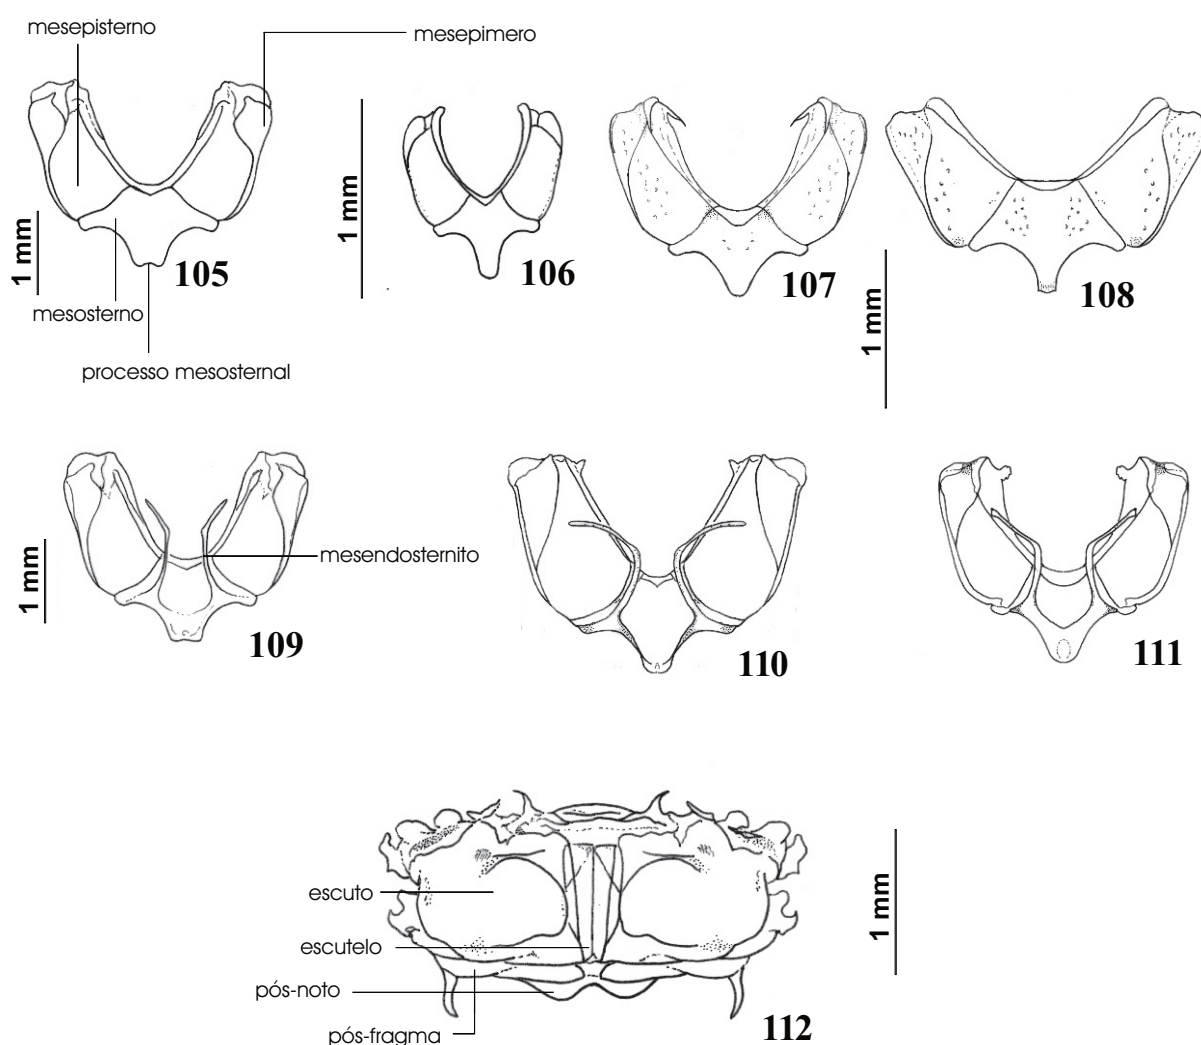 mesepisterno
mesepimero
1 mm
105
1 mm
106
107
108
mesosterno
1 mm
processo mesosternal
1 mm
109
mesendosternito
110
111
escuto
escutelo
pós-noto
pós-fragma
1 mm
112